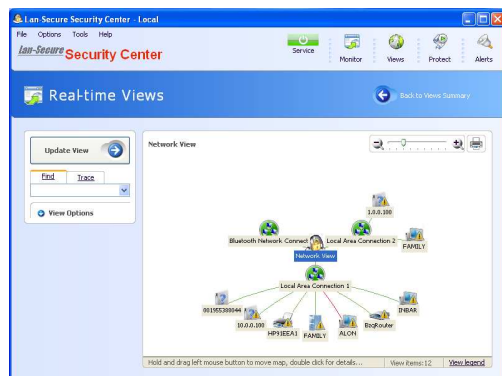 Lan-Secure Security Center - Local
File Options Tools Help
Lan-Secure Security Center
Service
Monitor
Views
Protect
Alerts
Real-time Views
Back to Views Summary
Update View
Find Trace
View Options
Network View
1.0.0.100
Bluetooth Network Connect
Local Area Connection 2
FAMILY
Network View
Local Area Connection 1
001955388044
INBAR
10.0.0.100
BzqRouter
HP91EEA1
FAMILY
ALON
Hold and drag left mouse button to move map, double click for details...
View items:12
View legend